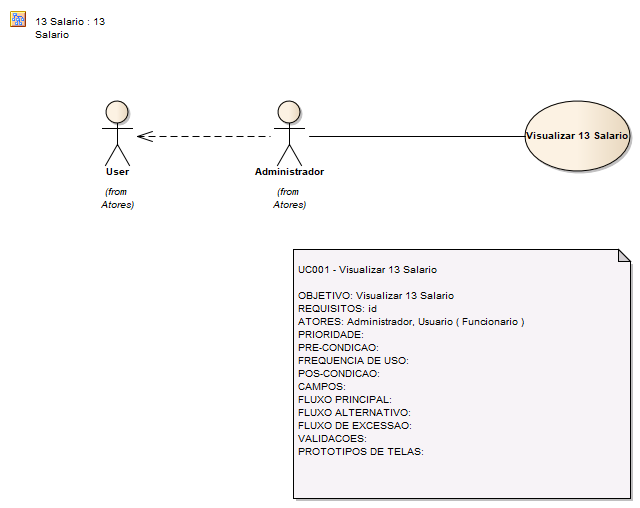 13 Salario : 13
Salario
Visualizar 13 Salario
User
Administrador
(from
Atores)
(from
Atores)
UC001 - Visualizar 13 Salario
OBJETIVO: Visualizar 13 Salario
REQUISITOS: id
ATORES: Administrador, Usuario ( Funcionario )
PRIORIDADE:
PRE-CONDICAO:
FREQUENCIA DE USO:
POS-CONDICAO:
CAMPOS:
FLUXO PRINCIPAL:
FLUXO ALTERNATIVO:
FLUXO DE EXCESSAO:
VALIDACOES:
PROTOTIPOS DE TELAS: